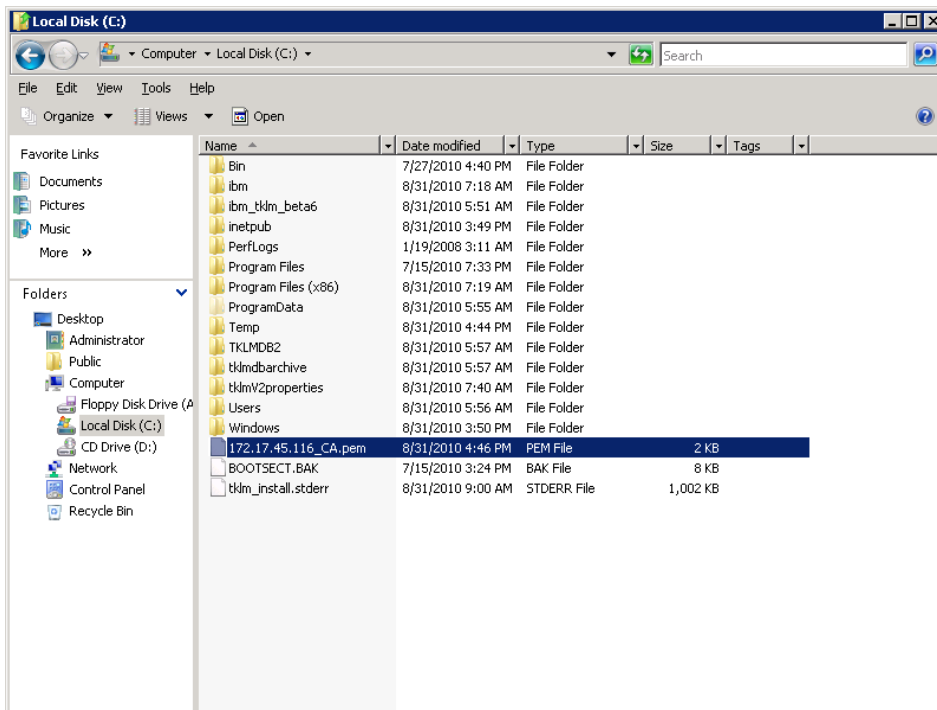 Local Disk (C:)
Computer Local Disk (C:) Search
File Edit View Tools Help
Organize Views Open
Favorite Links
Documents
Pictures
Music
More »
Folders
Desktop
Administrator
Public
Computer
Floppy Disk Drive (A
Local Disk (C:)
CD Drive (D:)
Network
Control Panel
Recycle Bin
Name Date modified Type Size Tags
Bin 7/27/2010 4:40 PM File Folder
ibm 8/31/2010 7:18 AM File Folder
ibm_tklm_beta6 8/31/2010 5:51 AM File Folder
inetpub 8/31/2010 3:49 PM File Folder
PerfLogs 1/19/2008 3:11 AM File Folder
Program Files 7/15/2010 7:33 PM File Folder
Program Files (x86) 8/31/2010 7:19 AM File Folder
ProgramData 8/31/2010 5:55 AM File Folder
Temp 8/31/2010 4:44 PM File Folder
TKLMDB2 8/31/2010 5:57 AM File Folder
tklmdbarchive 8/31/2010 5:57 AM File Folder
tklmV2properties 8/31/2010 7:40 AM File Folder
Users 8/31/2010 5:56 AM File Folder
Windows 8/31/2010 3:50 PM File Folder
172.17.45.116_CA.pem 8/31/2010 4:46 PM PEM File 2 KB
BOOTSECT.BAK 7/15/2010 3:24 PM BAK File 8 KB
tklm_install.stderr 8/31/2010 9:00 AM STDERR File 1,002 KB